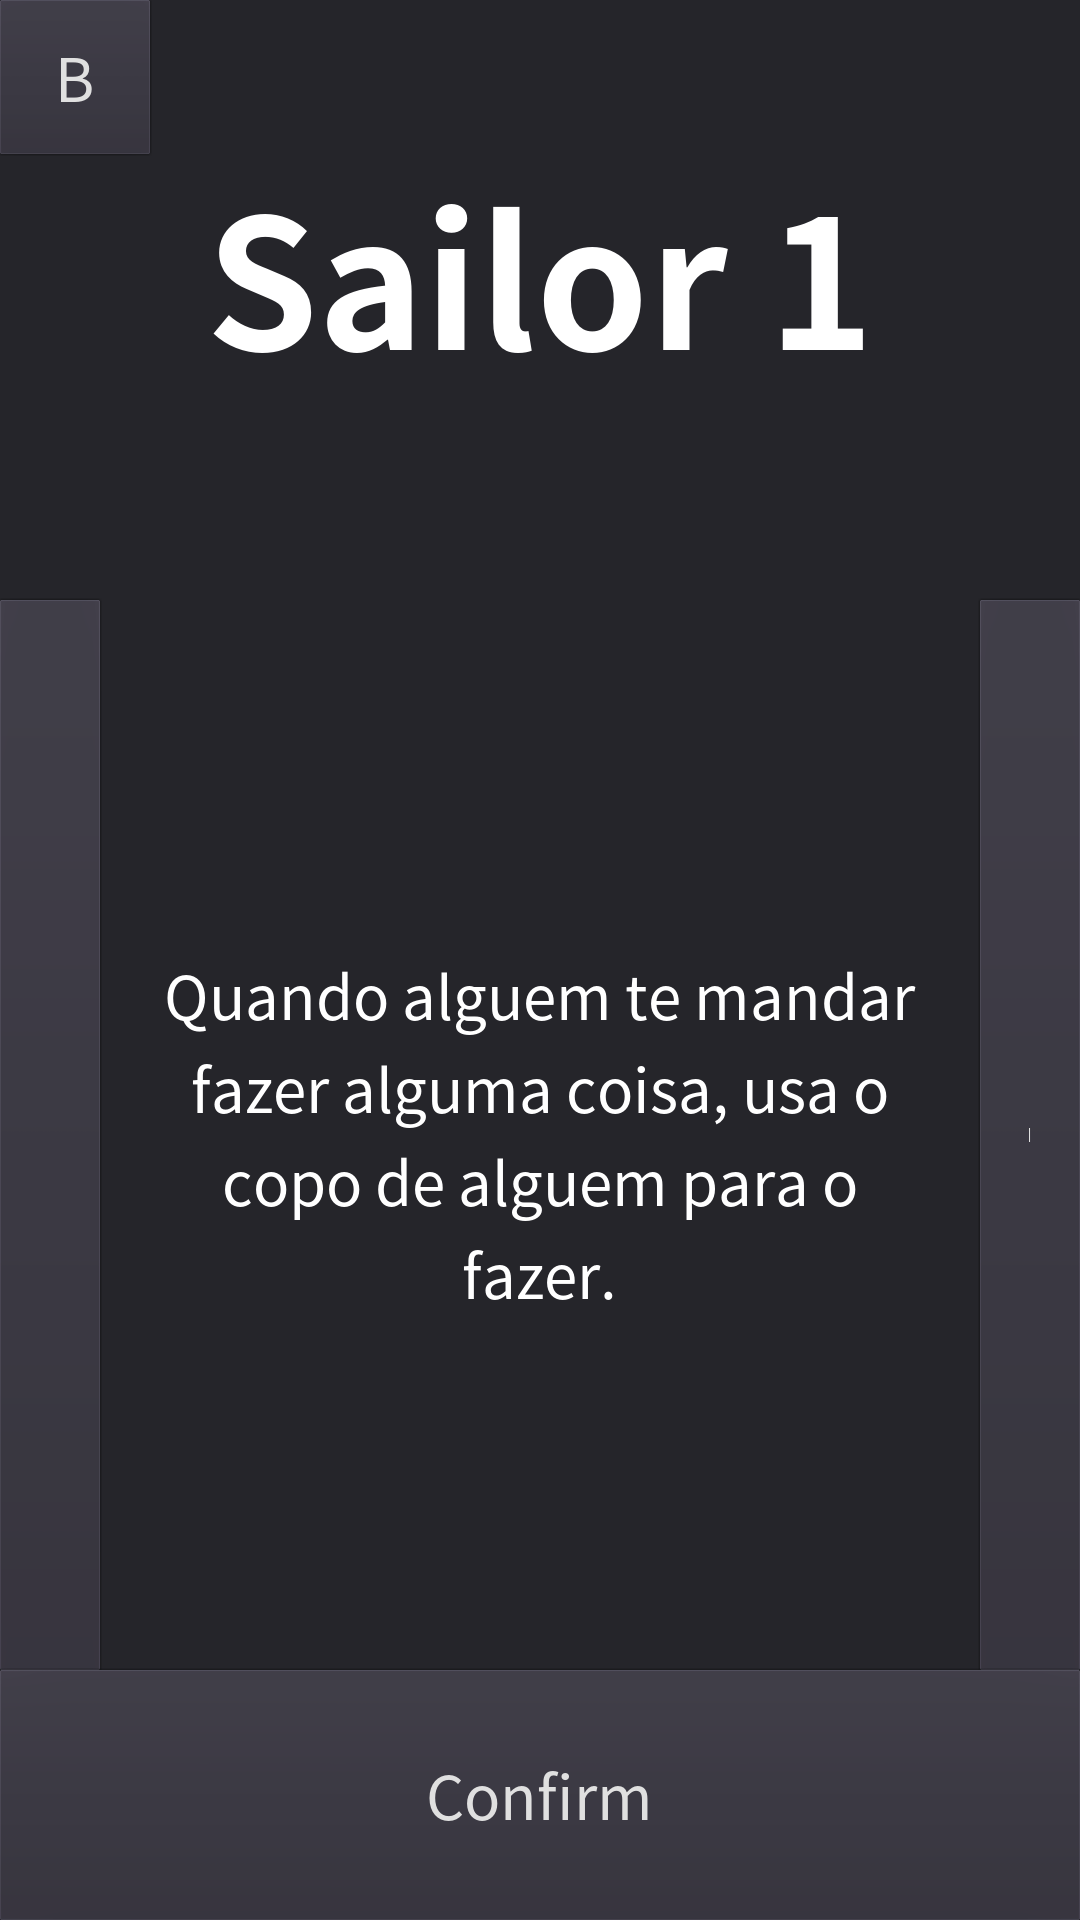 B
Sailor 1
Quando alguem te mandar
fazer alguma coisa, usa o
copo de alguem para o
fazer.
Confirm